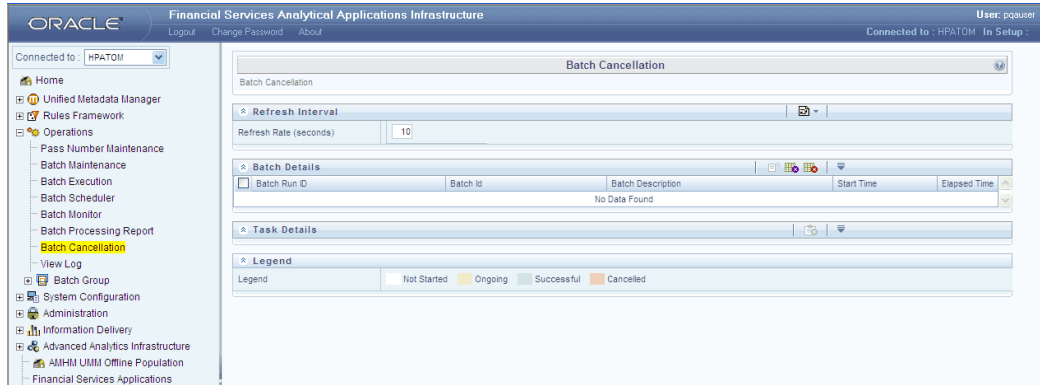 ORACLE
Financial Services Analytical Applications Infrastructure
User: pqauser
Logout Change Password About
Connected to : HPATOM In Setup :
Connected to : HPATOM
Home
Unified Metadata Manager
Rules Framework
Operations
Pass Number Maintenance
Batch Maintenance
Batch Execution
Batch Scheduler
Batch Monitor
Batch Processing Report
Batch Cancellation
View Log
Batch Group
System Configuration
Administration
Information Delivery
Advanced Analytics Infrastructure
AMHM UMM Offline Population
Financial Services Applications
Batch Cancellation
Batch Cancellation
Refresh Interval
Refresh Rate (seconds) 10
Batch Details
Batch Run ID Batch Id Batch Description Start Time Elapsed Time
No Data Found
Task Details
Legend
Legend Not Started Ongoing Successful Cancelled